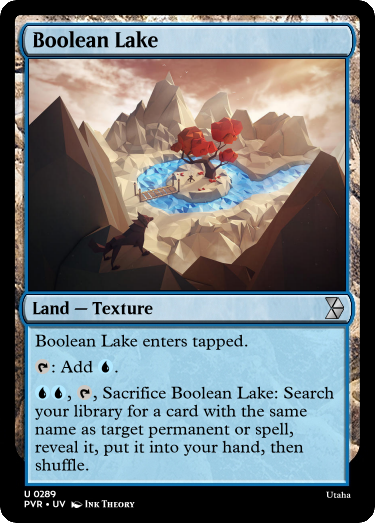 Boolean Lake
Land — Texture
Boolean Lake enters tapped.
: Add .
, , Sacrifice Boolean Lake: Search
your library for a card with the same
name as target permanent or spell,
reveal it, put it into your hand, then
shuffle.
U 0289
Utaha
PVR • UV Ink Theory